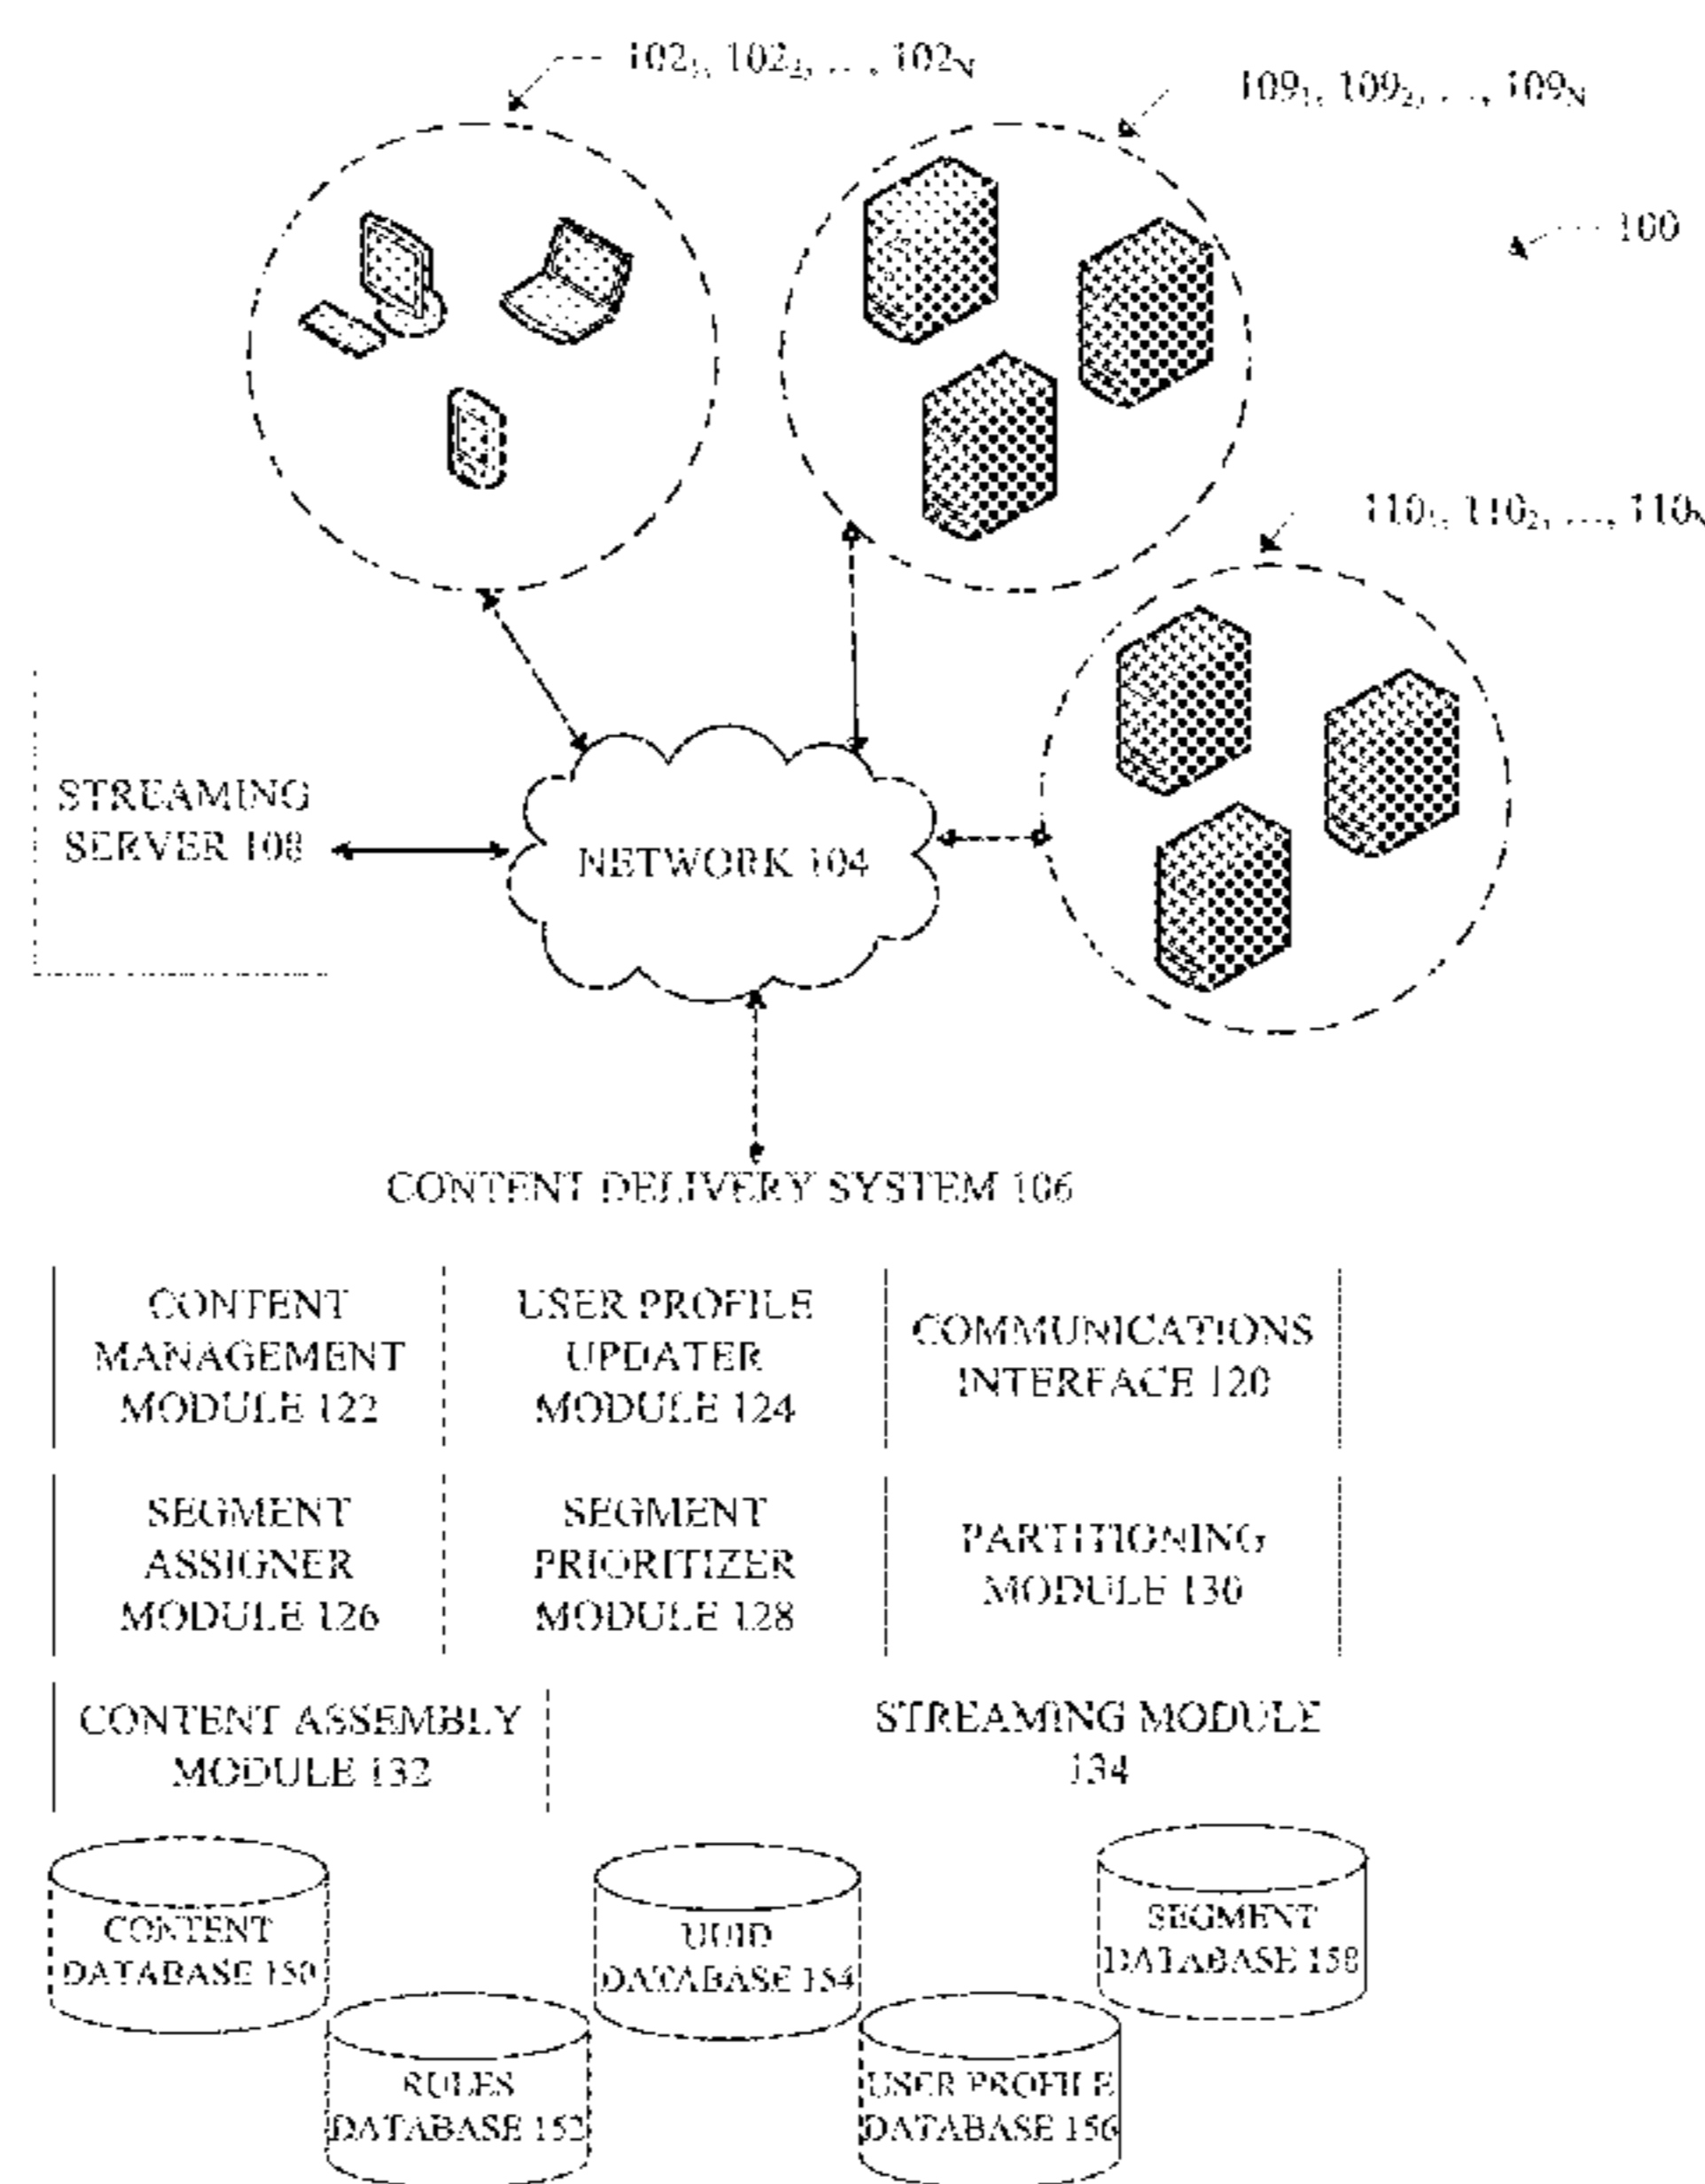 102₁, 102₂, ..., 102N
109₁, 109₂, ..., 109N
100
110₁, 110₂, ..., 110N
STREAMING
SERVER 108
NETWORK 104
CONTENT DELIVERY SYSTEM 106
CONTENT
MANAGEMENT
MODULE 122
USER PROFILE
UPDATER
MODULE 124
COMMUNICATIONS
INTERFACE 120
SEGMENT
ASSIGNER
MODULE 126
SEGMENT
PRIORITIZER
MODULE 128
PARTITIONING
MODULE 130
CONTENT ASSEMBLY
MODULE 132
STREAMING MODULE
134
CONTENT
DATABASE 150
UUID
DATABASE 154
SEGMENT
DATABASE 158
RULES
DATABASE 152
USER PROFILE
DATABASE 156